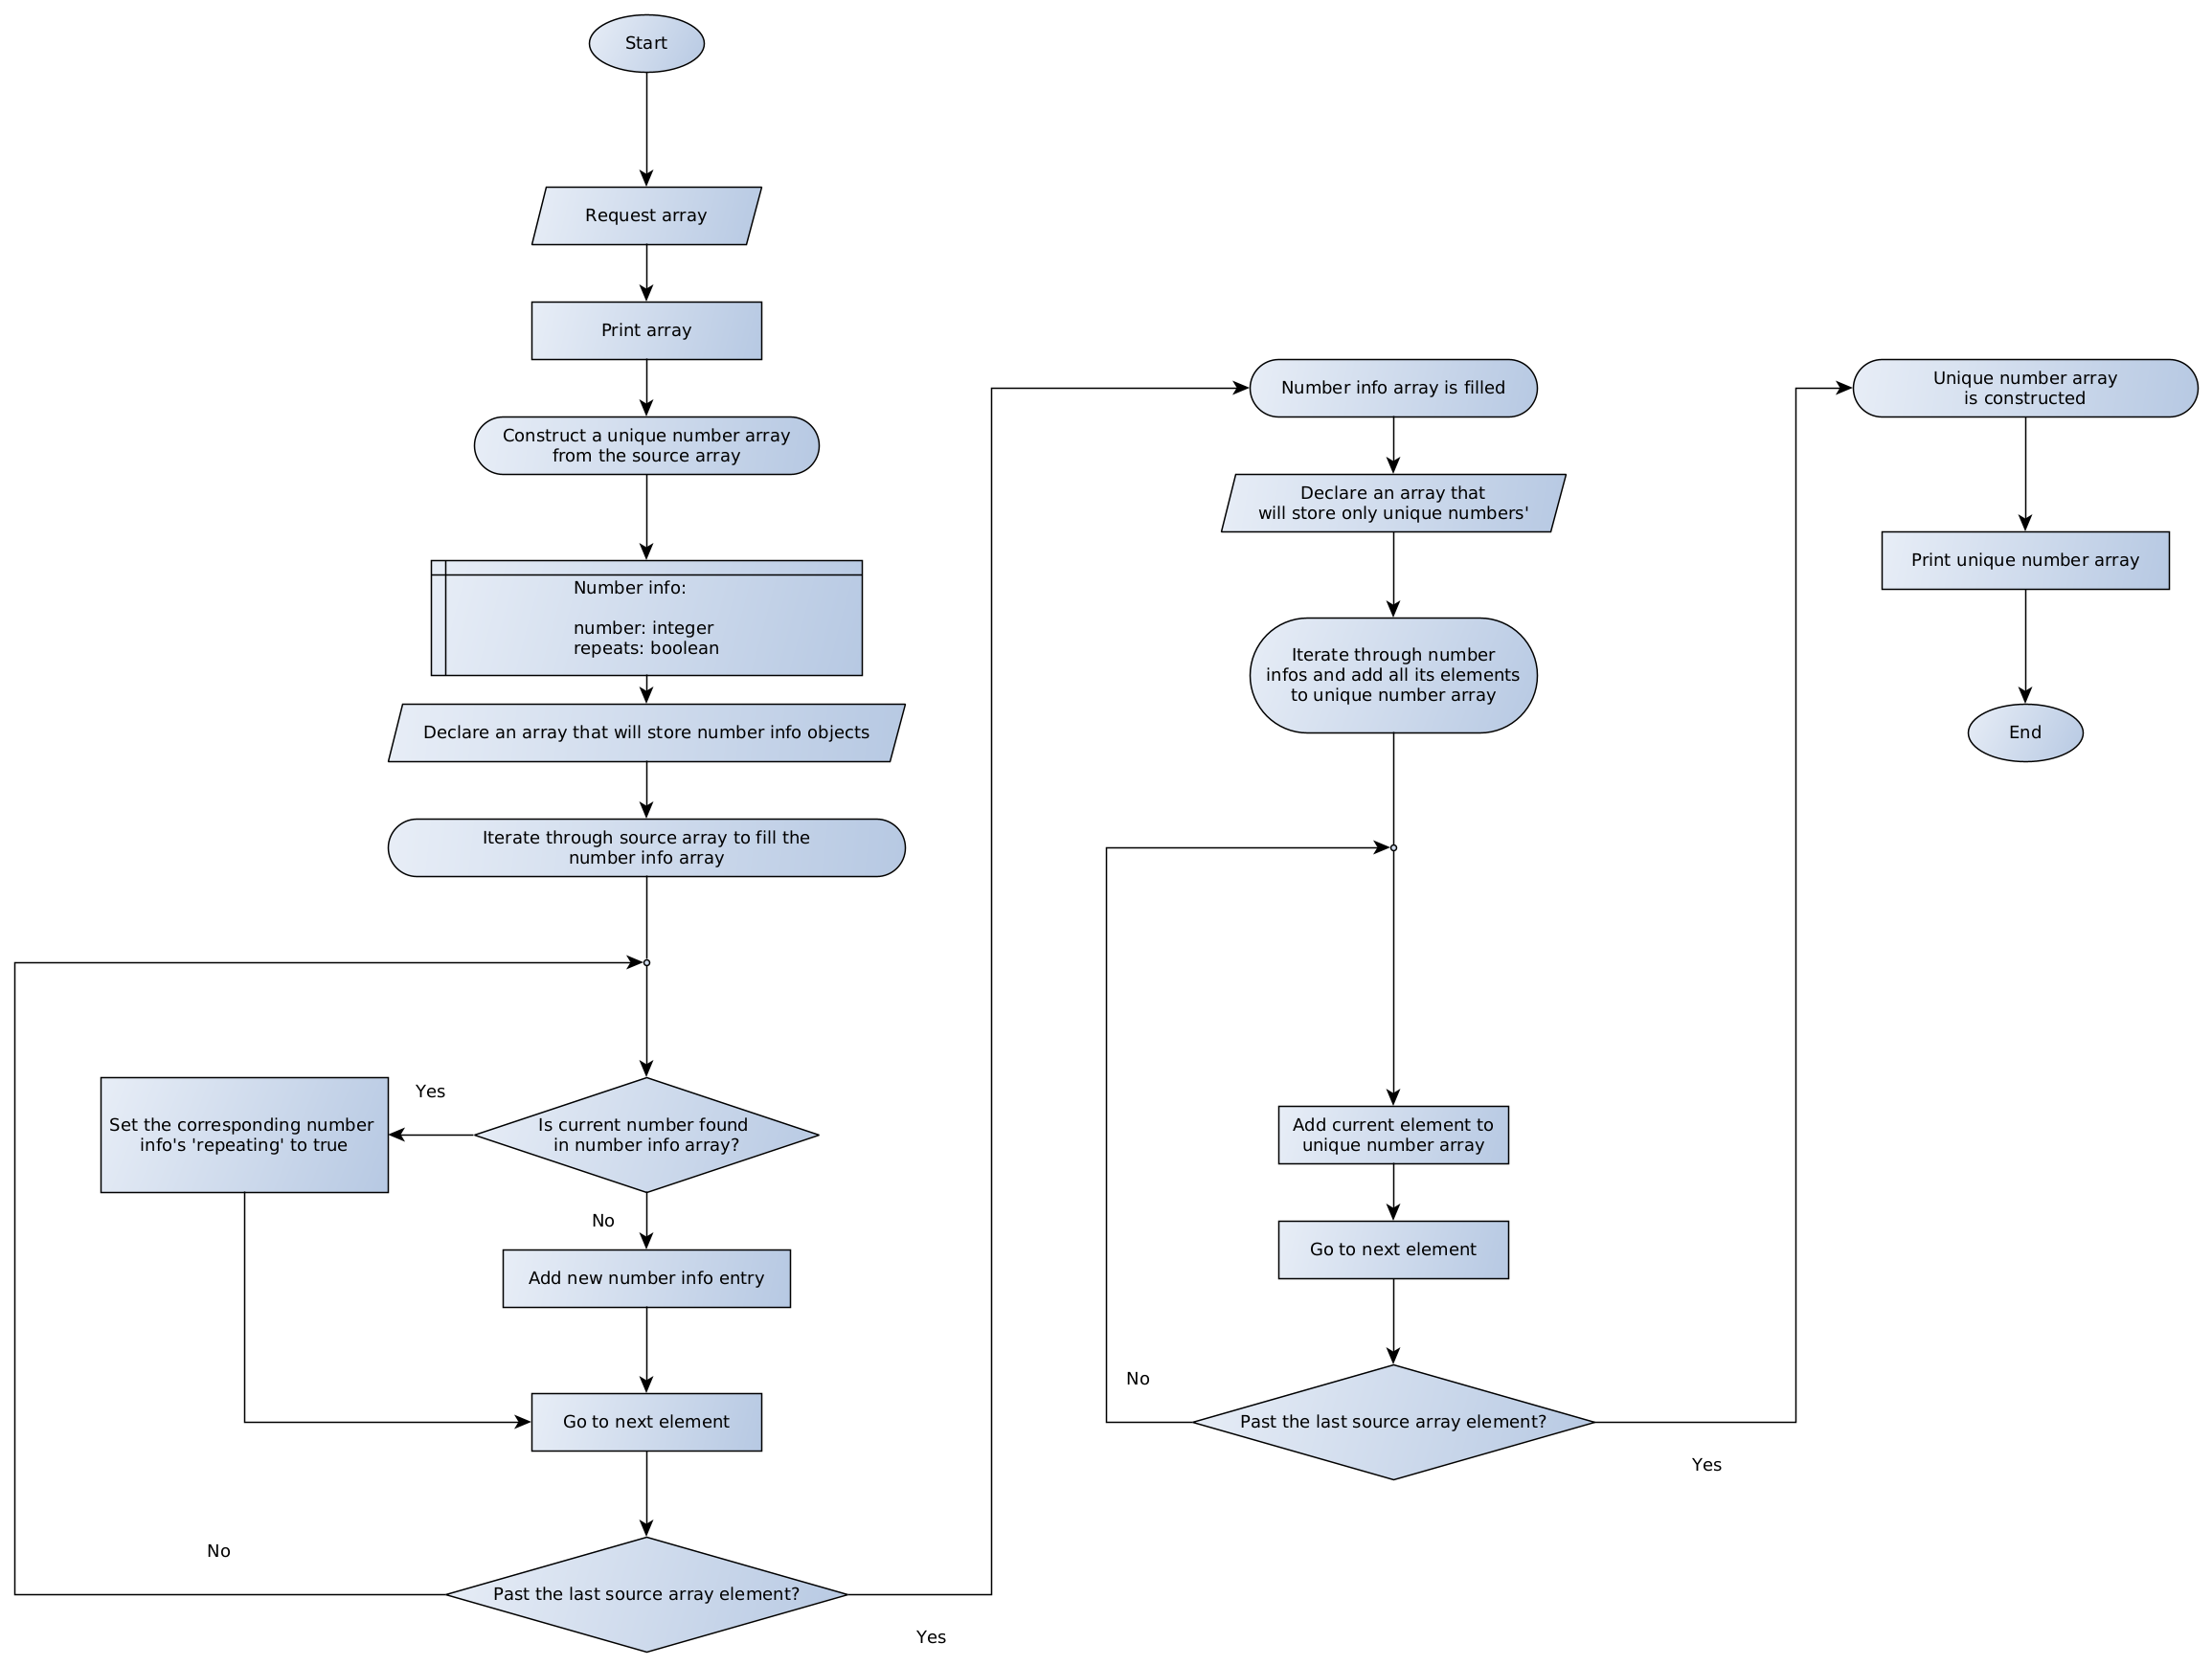 Start
Request array
Print array
Construct a unique number array
from the source array
Number info:
number: integer
repeats: boolean
Declare an array that will store number info objects
Iterate through source array to fill the
number info array
Yes
Set the corresponding number
info's 'repeating' to true
Is current number found
in number info array?
No
Add new number info entry
Go to next element
No
Past the last source array element?
Yes
Number info array is filled
Declare an array that
will store only unique numbers'
Iterate through number
infos and add all its elements
to unique number array
Add current element to
unique number array
Go to next element
No
Past the last source array element?
Yes
Unique number array
is constructed
Print unique number array
End